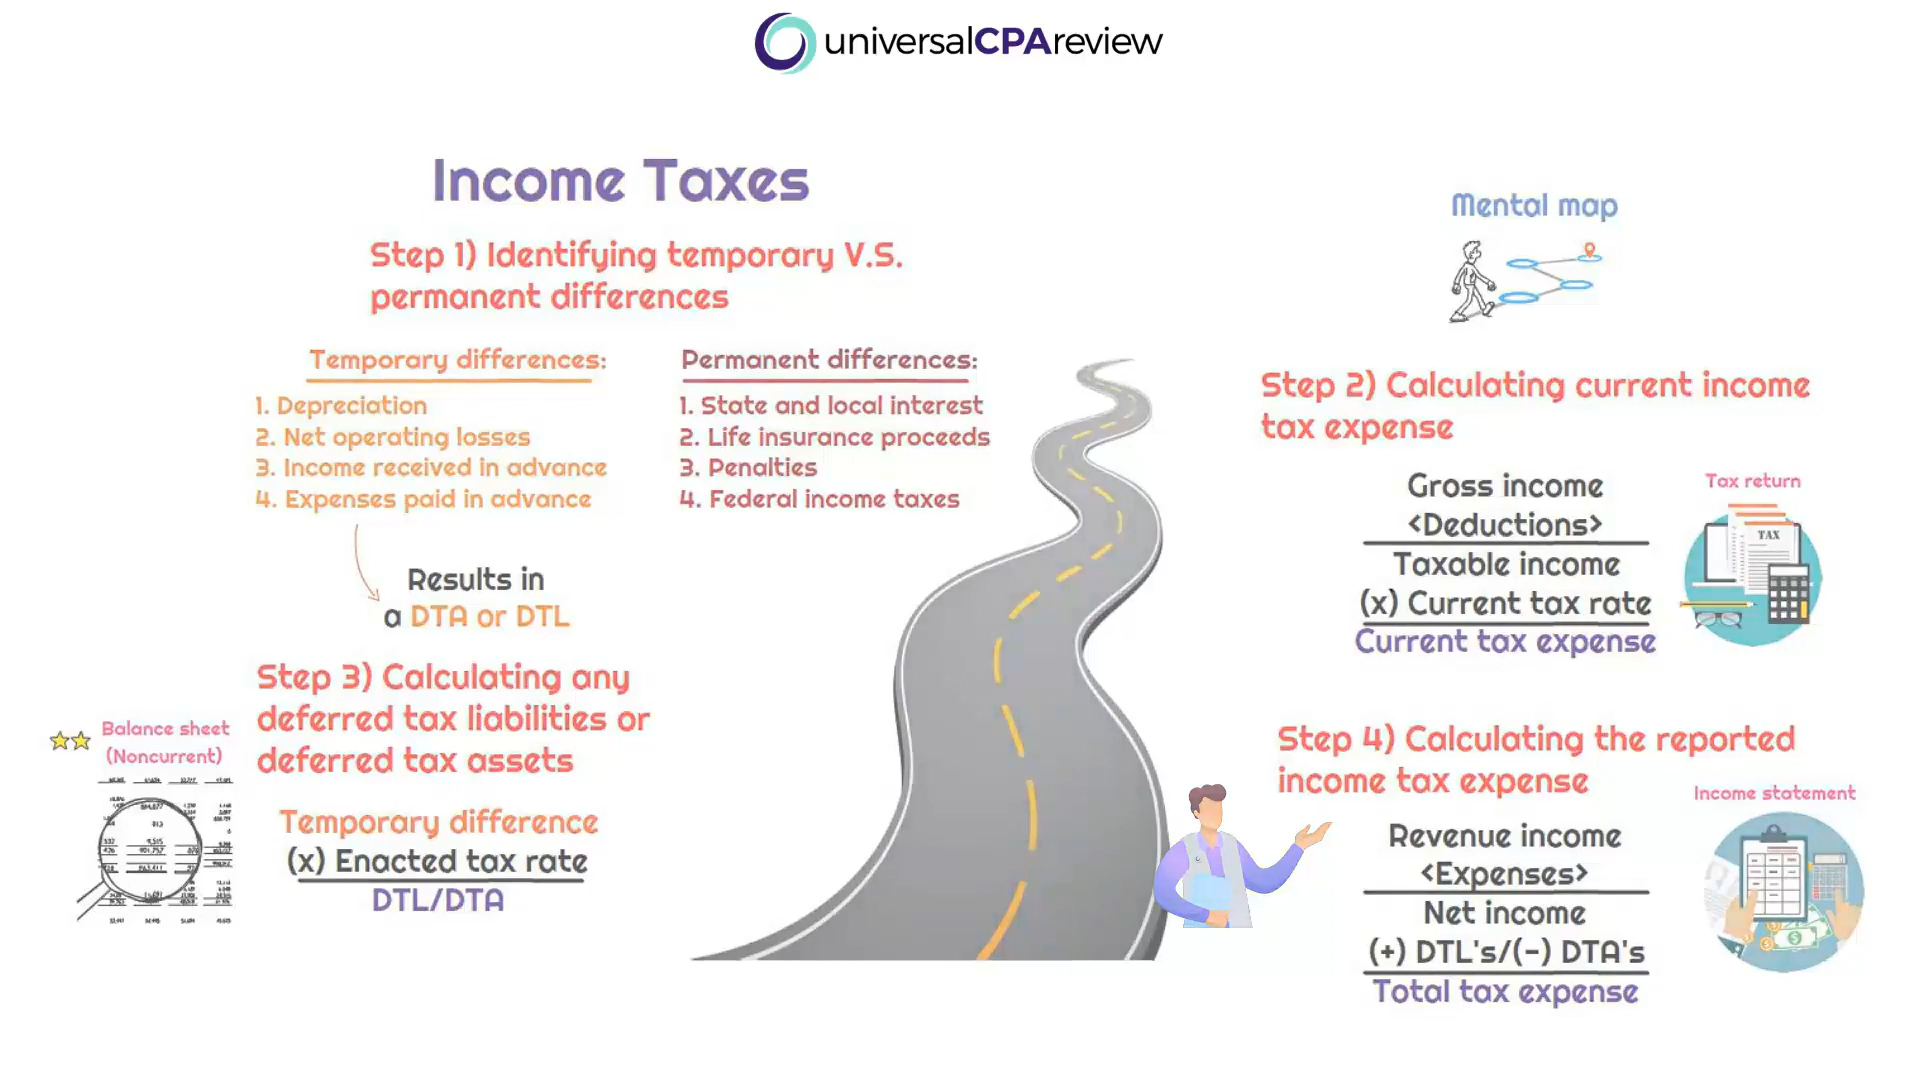 universalCPAreview
Income Taxes
Step 1) Identifying temporary V.S.
permanent differences
Temporary differences:
1. Depreciation
2. Net operating losses
3. Income received in advance
4. Expenses paid in advance
Results in
a DTA or DTL
Permanent differences:
1. State and local interest
2. Life insurance proceeds
3. Penalties
4. Federal income taxes
Mental map
Step 2) Calculating current income
tax expense
Gross income
<Deductions>
Taxable income
(x) Current tax rate
Current tax expense
Tax return
TAX
Step 3) Calculating any
deferred tax liabilities or
deferred tax assets
Balance sheet
(Noncurrent)
Temporary difference
(x) Enacted tax rate
DTL/DTA
Step 4) Calculating the reported
income tax expense
Income statement
Revenue income
<Expenses>
Net income
(+) DTL's/(-) DTA's
Total tax expense